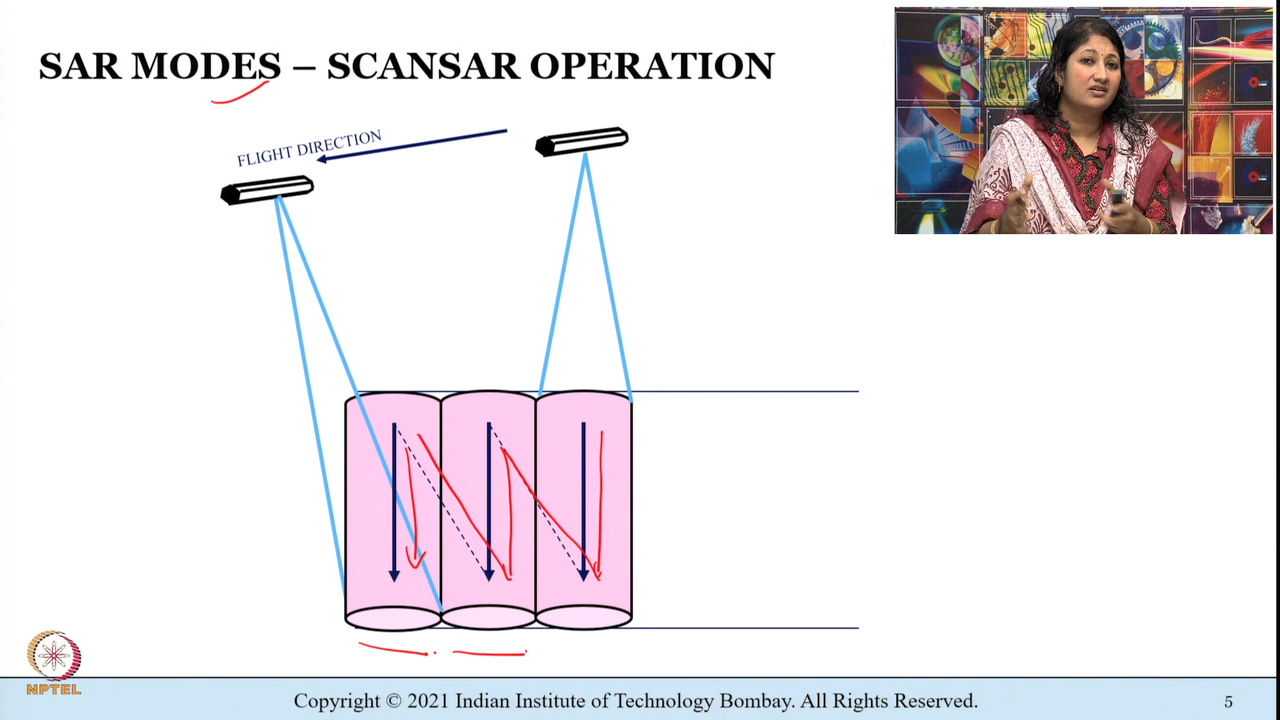 SAR MODES – SCANSAR OPERATION
FLIGHT DIRECTION
NPTEL
Copyright © 2021 Indian Institute of Technology Bombay. All Rights Reserved.
5